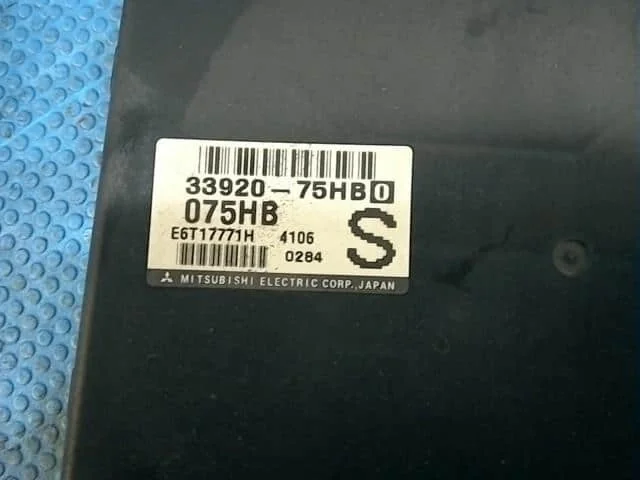 33920-75HB0
075HB
S
E6T17771H 4106
0284
MITSUBISHI ELECTRIC CORP. JAPAN